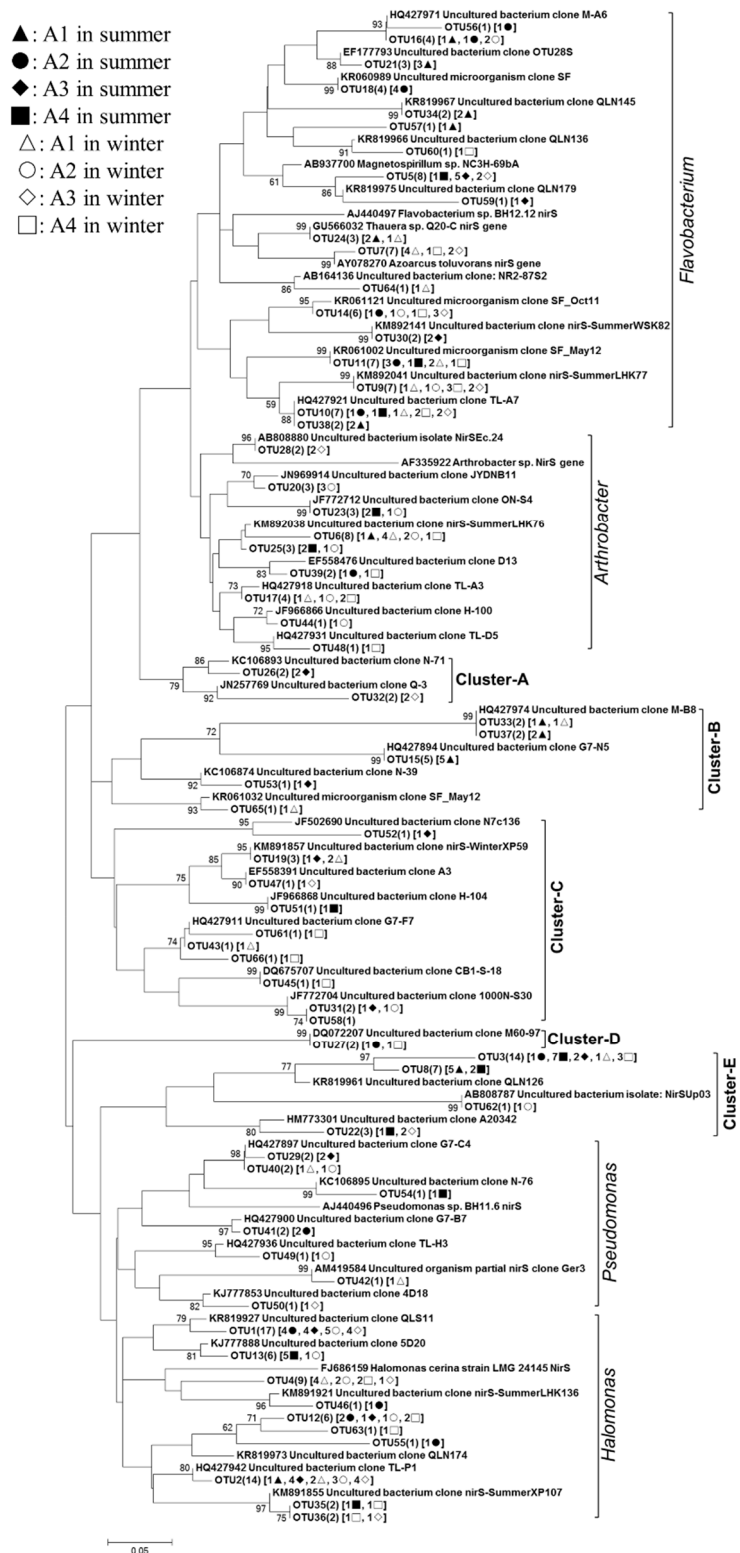 ▲: A1 in summer
●: A2 in summer
◆: A3 in summer
■: A4 in summer
△: A1 in winter
○: A2 in winter
◇: A3 in winter
□: A4 in winter
HQ427971 Uncultured bacterium clone M-A6
93
OTU56(1) [1●]
OTU16(4) [1▲, 1●, 2○]
EF177793 Uncultured bacterium clone OTU28S
88
OTU21(3) [3▲]
KR060989 Uncultured microorganism clone SF
99
OTU18(4) [4●]
KR819967 Uncultured bacterium clone QLN145
99
OTU34(2) [2▲]
OTU57(1) [1▲]
KR819966 Uncultured bacterium clone QLN136
91
OTU60(1) [1□]
AB937700 Magnetospirillum sp. NC3H-69bA
61
OTU5(8) [1■, 5◆, 2◇]
86
KR819975 Uncultured bacterium clone QLN179
OTU59(1) [1◆]
AJ440497 Flavobacterium sp. BH12.12 nirS
GU566032 Thauera sp. Q20-C nirS gene
99
OTU24(3) [2▲, 1△]
OTU7(7) [4△, 1□, 2◇]
99
AY078270 Azoarcus toluvorans nirS gene
AB164136 Uncultured bacterium clone: NR2-87S2
86
OTU64(1) [1△]
KR061121 Uncultured microorganism clone SF_Oct11
95
OTU14(6) [1●, 1○, 1□, 3◇]
KM892141 Uncultured bacterium clone nirS-SummerWSK82
99
OTU30(2) [2◆]
KR061002 Uncultured microorganism clone SF_May12
99
OTU11(7) [3●, 1■, 2△, 1□]
KM892041 Uncultured bacterium clone nirS-SummerLHK77
99
OTU9(7) [1△, 1○, 3□, 2◇]
59
HQ427921 Uncultured bacterium clone TL-A7
OTU10(7) [1●, 1■, 1△, 2□, 2◇]
88
OTU38(2) [2▲]
Flavobacterium
AB808880 Uncultured bacterium isolate NirSEc.24
96
OTU28(2) [2◇]
AF335922 Arthrobacter sp. NirS gene
JN969914 Uncultured bacterium clone JYDNB11
70
OTU20(3) [3○]
JF772712 Uncultured bacterium clone ON-S4
99
OTU23(3) [2■, 1○]
KM892038 Uncultured bacterium clone nirS-SummerLHK76
OTU6(8) [1▲, 4△, 2○, 1□]
OTU25(3) [2■, 1○]
EF558476 Uncultured bacterium clone D13
83
OTU39(2) [1●, 1□]
HQ427918 Uncultured bacterium clone TL-A3
73
OTU17(4) [1△, 1○, 2□]
JF966866 Uncultured bacterium clone H-100
72
OTU44(1) [1○]
HQ427931 Uncultured bacterium clone TL-D5
95
OTU48(1) [1□]
Arthrobacter
KC106893 Uncultured bacterium clone N-71
86
OTU26(2) [2◆]
79
JN257769 Uncultured bacterium clone Q-3
92
OTU32(2) [2◇]
Cluster-A
HQ427974 Uncultured bacterium clone M-B8
99
OTU33(2) [1▲, 1△]
OTU37(2) [2▲]
72
HQ427894 Uncultured bacterium clone G7-N5
99
OTU15(5) [5▲]
KC106874 Uncultured bacterium clone N-39
92
OTU53(1) [1◆]
KR061032 Uncultured microorganism clone SF_May12
93
OTU65(1) [1△]
Cluster-B
JF502690 Uncultured bacterium clone N7c136
95
OTU52(1) [1◆]
KM891857 Uncultured bacterium clone nirS-WinterXP59
95
OTU19(3) [1◆, 2△]
85
EF558391 Uncultured bacterium clone A3
90
OTU47(1) [1◇]
75
JF966868 Uncultured bacterium clone H-104
99
OTU51(1) [1■]
HQ427911 Uncultured bacterium clone G7-F7
OTU61(1) [1□]
74
OTU43(1) [1△]
OTU66(1) [1□]
DQ675707 Uncultured bacterium clone CB1-S-18
99
OTU45(1) [1□]
JF772704 Uncultured bacterium clone 1000N-S30
99
OTU31(2) [1◆, 1○]
74
OTU58(1)
Cluster-C
DQ072207 Uncultured bacterium clone M60-97
99
OTU27(2) [1●, 1□]
Cluster-D
OTU3(14) [1●, 7■, 2◆, 1△, 3□]
97
OTU8(7) [5▲, 2■]
77
KR819961 Uncultured bacterium clone QLN126
AB808787 Uncultured bacterium isolate: NirSUp03
99
OTU62(1) [1○]
HM773301 Uncultured bacterium clone A20342
80
OTU22(3) [1■, 2◇]
Cluster-E
HQ427897 Uncultured bacterium clone G7-C4
98
OTU29(2) [2◆]
OTU40(2) [1△, 1○]
KC106895 Uncultured bacterium clone N-76
99
OTU54(1) [1■]
AJ440496 Pseudomonas sp. BH11.6 nirS
HQ427900 Uncultured bacterium clone G7-B7
97
OTU41(2) [2●]
HQ427936 Uncultured bacterium clone TL-H3
95
OTU49(1) [1○]
AM419584 Uncultured organism partial nirS clone Ger3
99
OTU42(1) [1△]
KJ777853 Uncultured bacterium clone 4D18
82
OTU50(1) [1◇]
Pseudomonas
KR819927 Uncultured bacterium clone QLS11
79
OTU1(17) [4●, 4◆, 5○, 4◇]
KJ777888 Uncultured bacterium clone 5D20
81
OTU13(6) [5■, 1○]
FJ686159 Halomonas cerina strain LMG 24145 NirS
OTU4(9) [4△, 2○, 2□, 1◇]
KM891921 Uncultured bacterium clone nirS-SummerLHK136
96
OTU46(1) [1●]
OTU12(6) [2●, 1◆, 1○, 2□]
71
OTU63(1) [1□]
62
OTU55(1) [1●]
KR819973 Uncultured bacterium clone QLN174
HQ427942 Uncultured bacterium clone TL-P1
80
OTU2(14) [1▲, 4◆, 2△, 3○, 4◇]
KM891855 Uncultured bacterium clone nirS-SummerXP107
97
OTU35(2) [1■, 1□]
75
OTU36(2) [1□, 1◇]
Halomonas
0.05